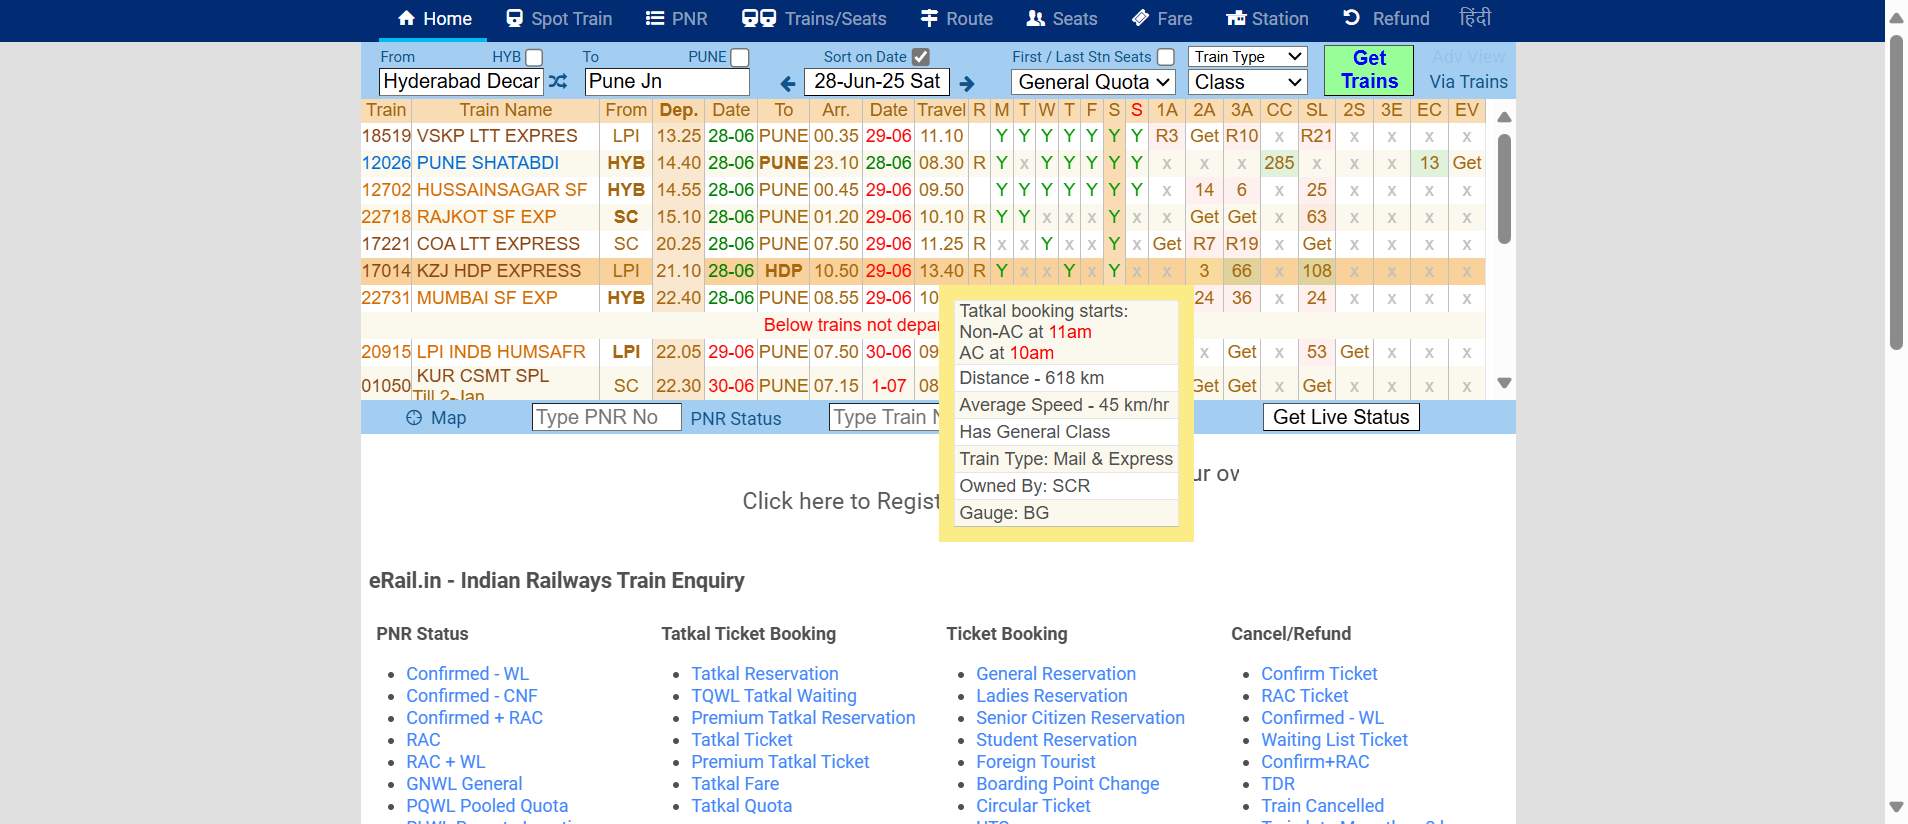 Home Spot Train PNR Trains/Seats Route Seats Fare Station Refund हिंदी
From HYB To PUNE Sort on Date First / Last Stn Seats Train Type Get Trains Adv View
Hyderabad Decar Pune Jn 28-Jun-25 Sat General Quota Class Via Trains
Train Train Name From Dep. Date To Arr. Date Travel R M T W T F S S 1A 2A 3A CC SL 2S 3E EC EV
18519 VSKP LTT EXPRES LPI 13.25 28-06 PUNE 00.35 29-06 11.10 Y Y Y Y Y Y Y R3 Get R10 x R21 x x x x
12026 PUNE SHATABDI HYB 14.40 28-06 PUNE 23.10 28-06 08.30 R Y x Y Y Y Y Y x x x 285 x x x 13 Get
12702 HUSSAINSAGAR SF HYB 14.55 28-06 PUNE 00.45 29-06 09.50 Y Y Y Y Y Y Y x 14 6 x 25 x x x x
22718 RAJKOT SF EXP SC 15.10 28-06 PUNE 01.20 29-06 10.10 R Y Y x x x Y x x Get Get x 63 x x x x
17221 COA LTT EXPRESS SC 20.25 28-06 PUNE 07.50 29-06 11.25 R x x Y x x Y x Get R7 R19 x Get x x x x
17014 KZJ HDP EXPRESS LPI 21.10 28-06 HDP 10.50 29-06 13.40 R Y x x Y x Y x x 3 66 x 108 x x x x
22731 MUMBAI SF EXP HYB 22.40 28-06 PUNE 08.55 29-06 10 24 36 x 24 x x x x
Below trains not depar
20915 LPI INDB HUMSAFR LPI 22.05 29-06 PUNE 07.50 30-06 09 x Get x 53 Get x x x
01050 KUR CSMT SPL SC 22.30 30-06 PUNE 07.15 1-07 08 Get Get x Get x x x x
Till 2-Jan
Tatkal booking starts:
Non-AC at 11am
AC at 10am
Distance - 618 km
Average Speed - 45 km/hr
Has General Class
Train Type: Mail & Express
Owned By: SCR
Gauge: BG
Map Type PNR No PNR Status Type Train N Get Live Status
ur ov
Click here to Regist
eRail.in - Indian Railways Train Enquiry
PNR Status
Confirmed - WL
Confirmed - CNF
Confirmed + RAC
RAC
RAC + WL
GNWL General
PQWL Pooled Quota
Tatkal Ticket Booking
Tatkal Reservation
TQWL Tatkal Waiting
Premium Tatkal Reservation
Tatkal Ticket
Premium Tatkal Ticket
Tatkal Fare
Tatkal Quota
Ticket Booking
General Reservation
Ladies Reservation
Senior Citizen Reservation
Student Reservation
Foreign Tourist
Boarding Point Change
Circular Ticket
Cancel/Refund
Confirm Ticket
RAC Ticket
Confirmed - WL
Waiting List Ticket
Confirm+RAC
TDR
Train Cancelled